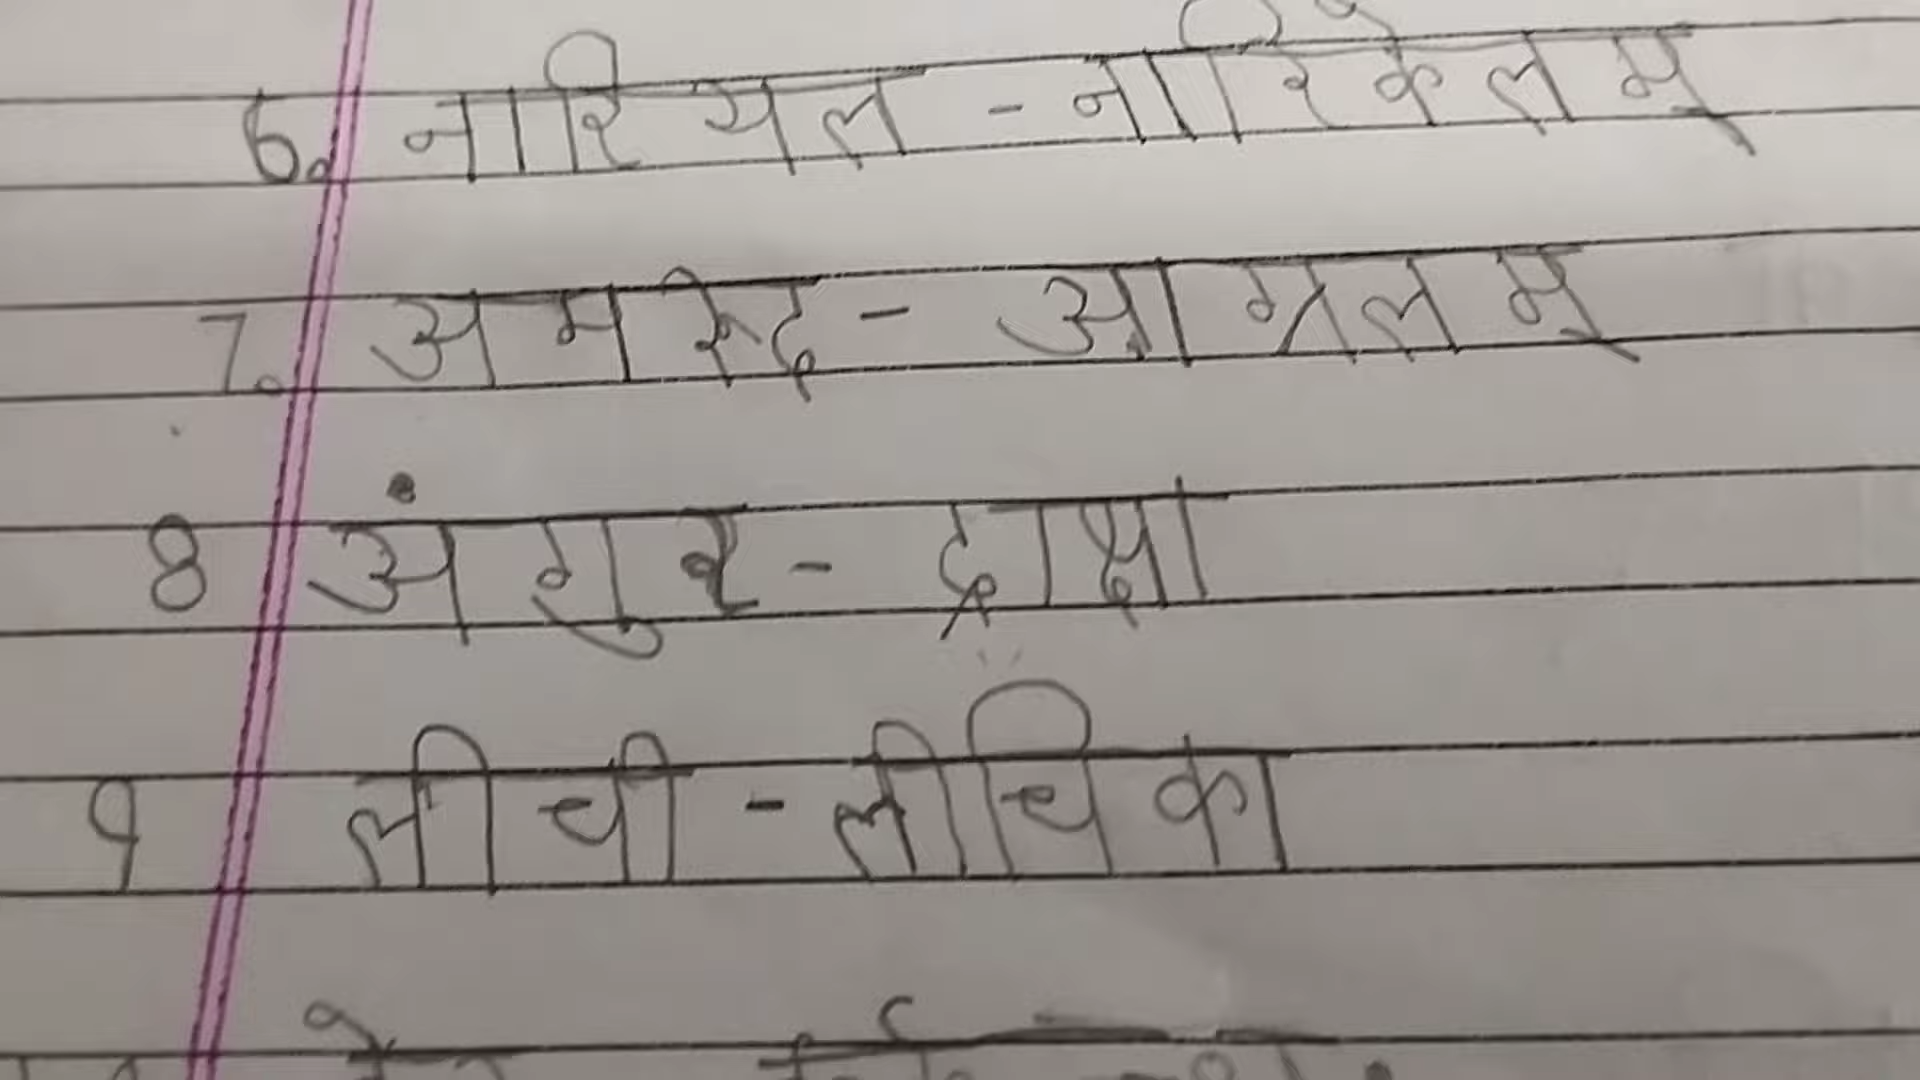 6. नारियल - नारिकेलम्
7. अमरूद - आम्रलम्
8 अंगुर - द्राक्षा
9 लीची - लीचिका